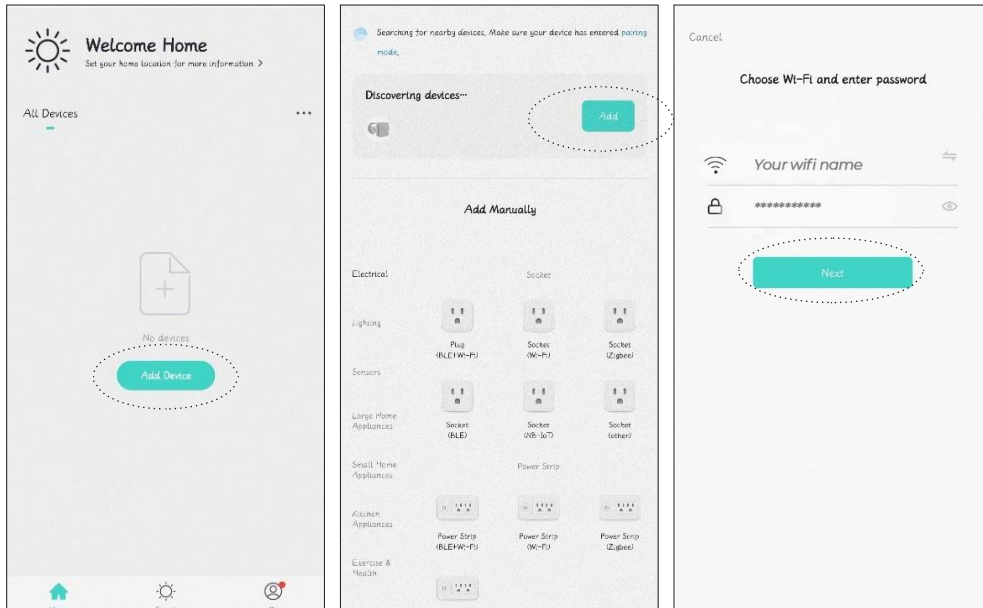 Welcome Home
Set your home location for more information >
All Devices
No devices
Add Device
Searching for nearby devices. Make sure your device has entered pairing
mode.
Discovering devices...
Add
Add Manually
Electrical
Socket
Lighting
Plug
(BLE+Wi-Fi)
Socket
(Wi-Fi)
Socket
(Zigbee)
Sensors
Large Home
Appliances
Socket
(BLE)
Socket
(NB-IoT)
Socket
(other)
Small Home
Appliances
Power Strip
Kitchen
Appliances
Power Strip
(BLE+Wi-Fi)
Power Strip
(Wi-Fi)
Power Strip
(Zigbee)
Exercise &
Health
Cancel
Choose Wi-Fi and enter password
Your wifi name
***********
Next